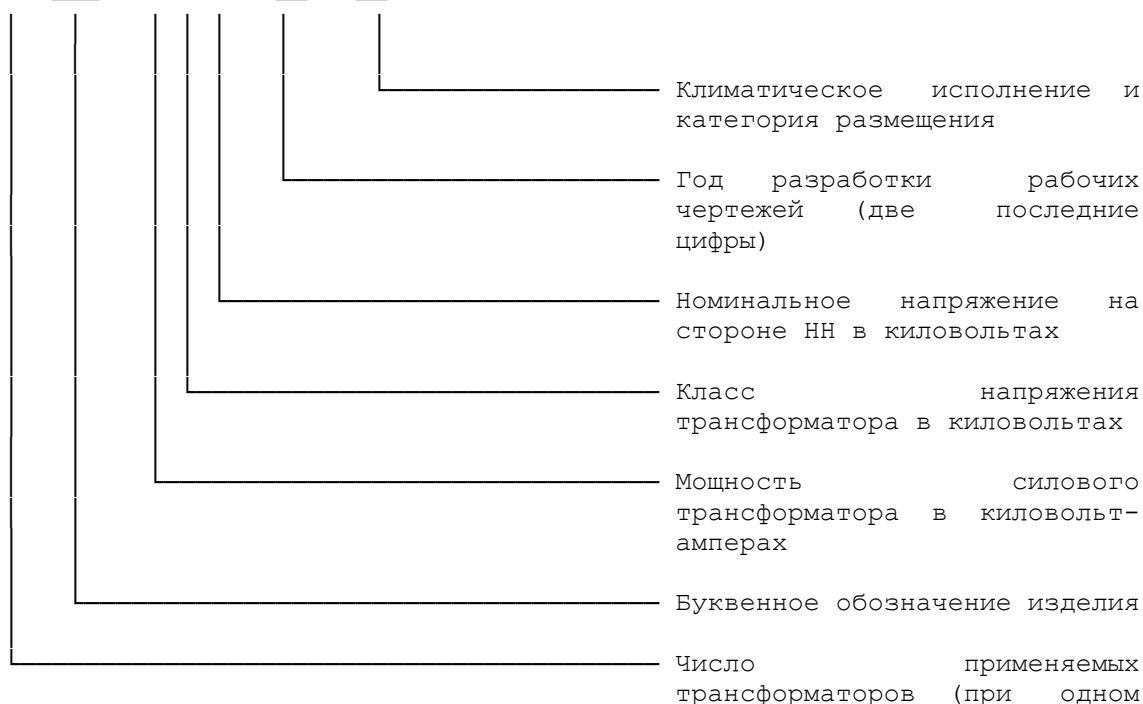 Климатическое исполнение и
категория размещения
Год разработки рабочих
чертежей (две последние
цифры)
Номинальное напряжение на
стороне НН в киловольтах
Класс напряжения
трансформатора в киловольтах
Мощность силового
трансформатора в киловольт-
амперах
Буквенное обозначение изделия
Число применяемых
трансформаторов (при одном